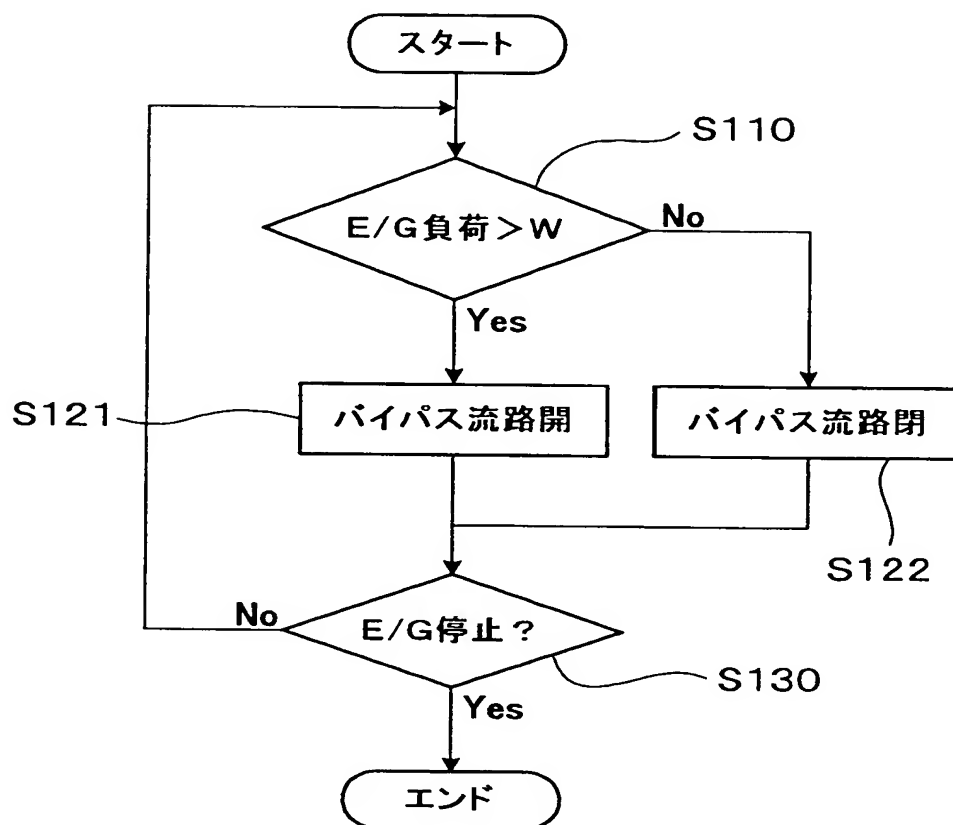 スタート
S110
E/G負荷>W
No
Yes
S121
バイパス流路開
バイパス流路閉
S122
No
E/G停止?
S130
Yes
エンド